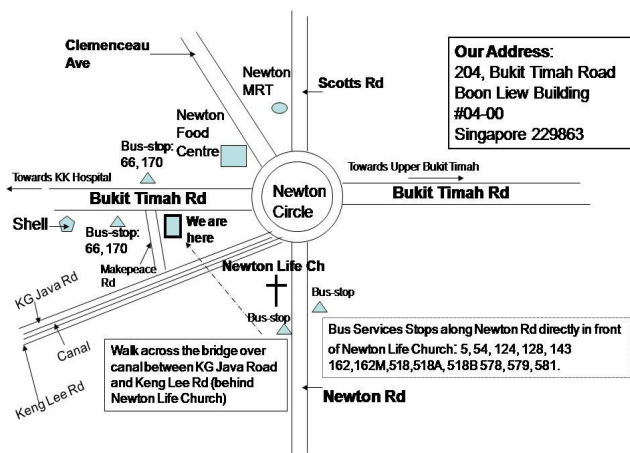 Clemenceau
Ave
Newton
MRT
Scotts Rd
Our Address:
204, Bukit Timah Road
Boon Liew Building
#04-00
Singapore 229863
Newton
Food
Centre
Bus-stop:
66, 170
Towards KK Hospital
Bukit Timah Rd
Newton
Circle
Towards Upper Bukit Timah
Bukit Timah Rd
Shell
Bus-stop:
66, 170
We are
here
Makepeace
Rd
Newton Life Ch
KG Java Rd
Canal
Keng Lee Rd
Bus-stop
Bus-stop
Walk across the bridge over
canal between KG Java Road
and Keng Lee Rd (behind
Newton Life Church)
Bus Services Stops along Newton Rd directly in front
of Newton Life Church: 5, 54, 124, 128, 143
162,162M,518,518A, 518B 578, 579, 581.
Newton Rd